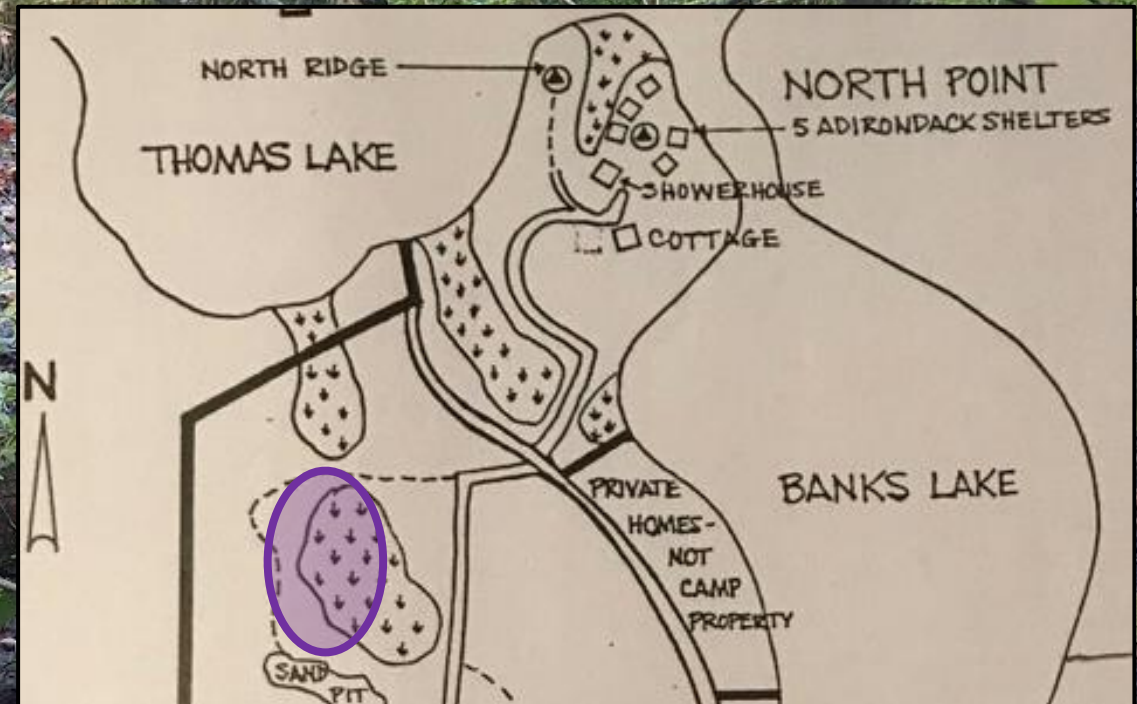 NORTH RIDGE
NORTH POINT
5 ADIRONDACK SHELTERS
THOMAS LAKE
SHOWERHOUSE
COTTAGE
N
PRIVATE
HOMES-
NOT
CAMP
PROPERTY
BANKS LAKE
SAND
PIT